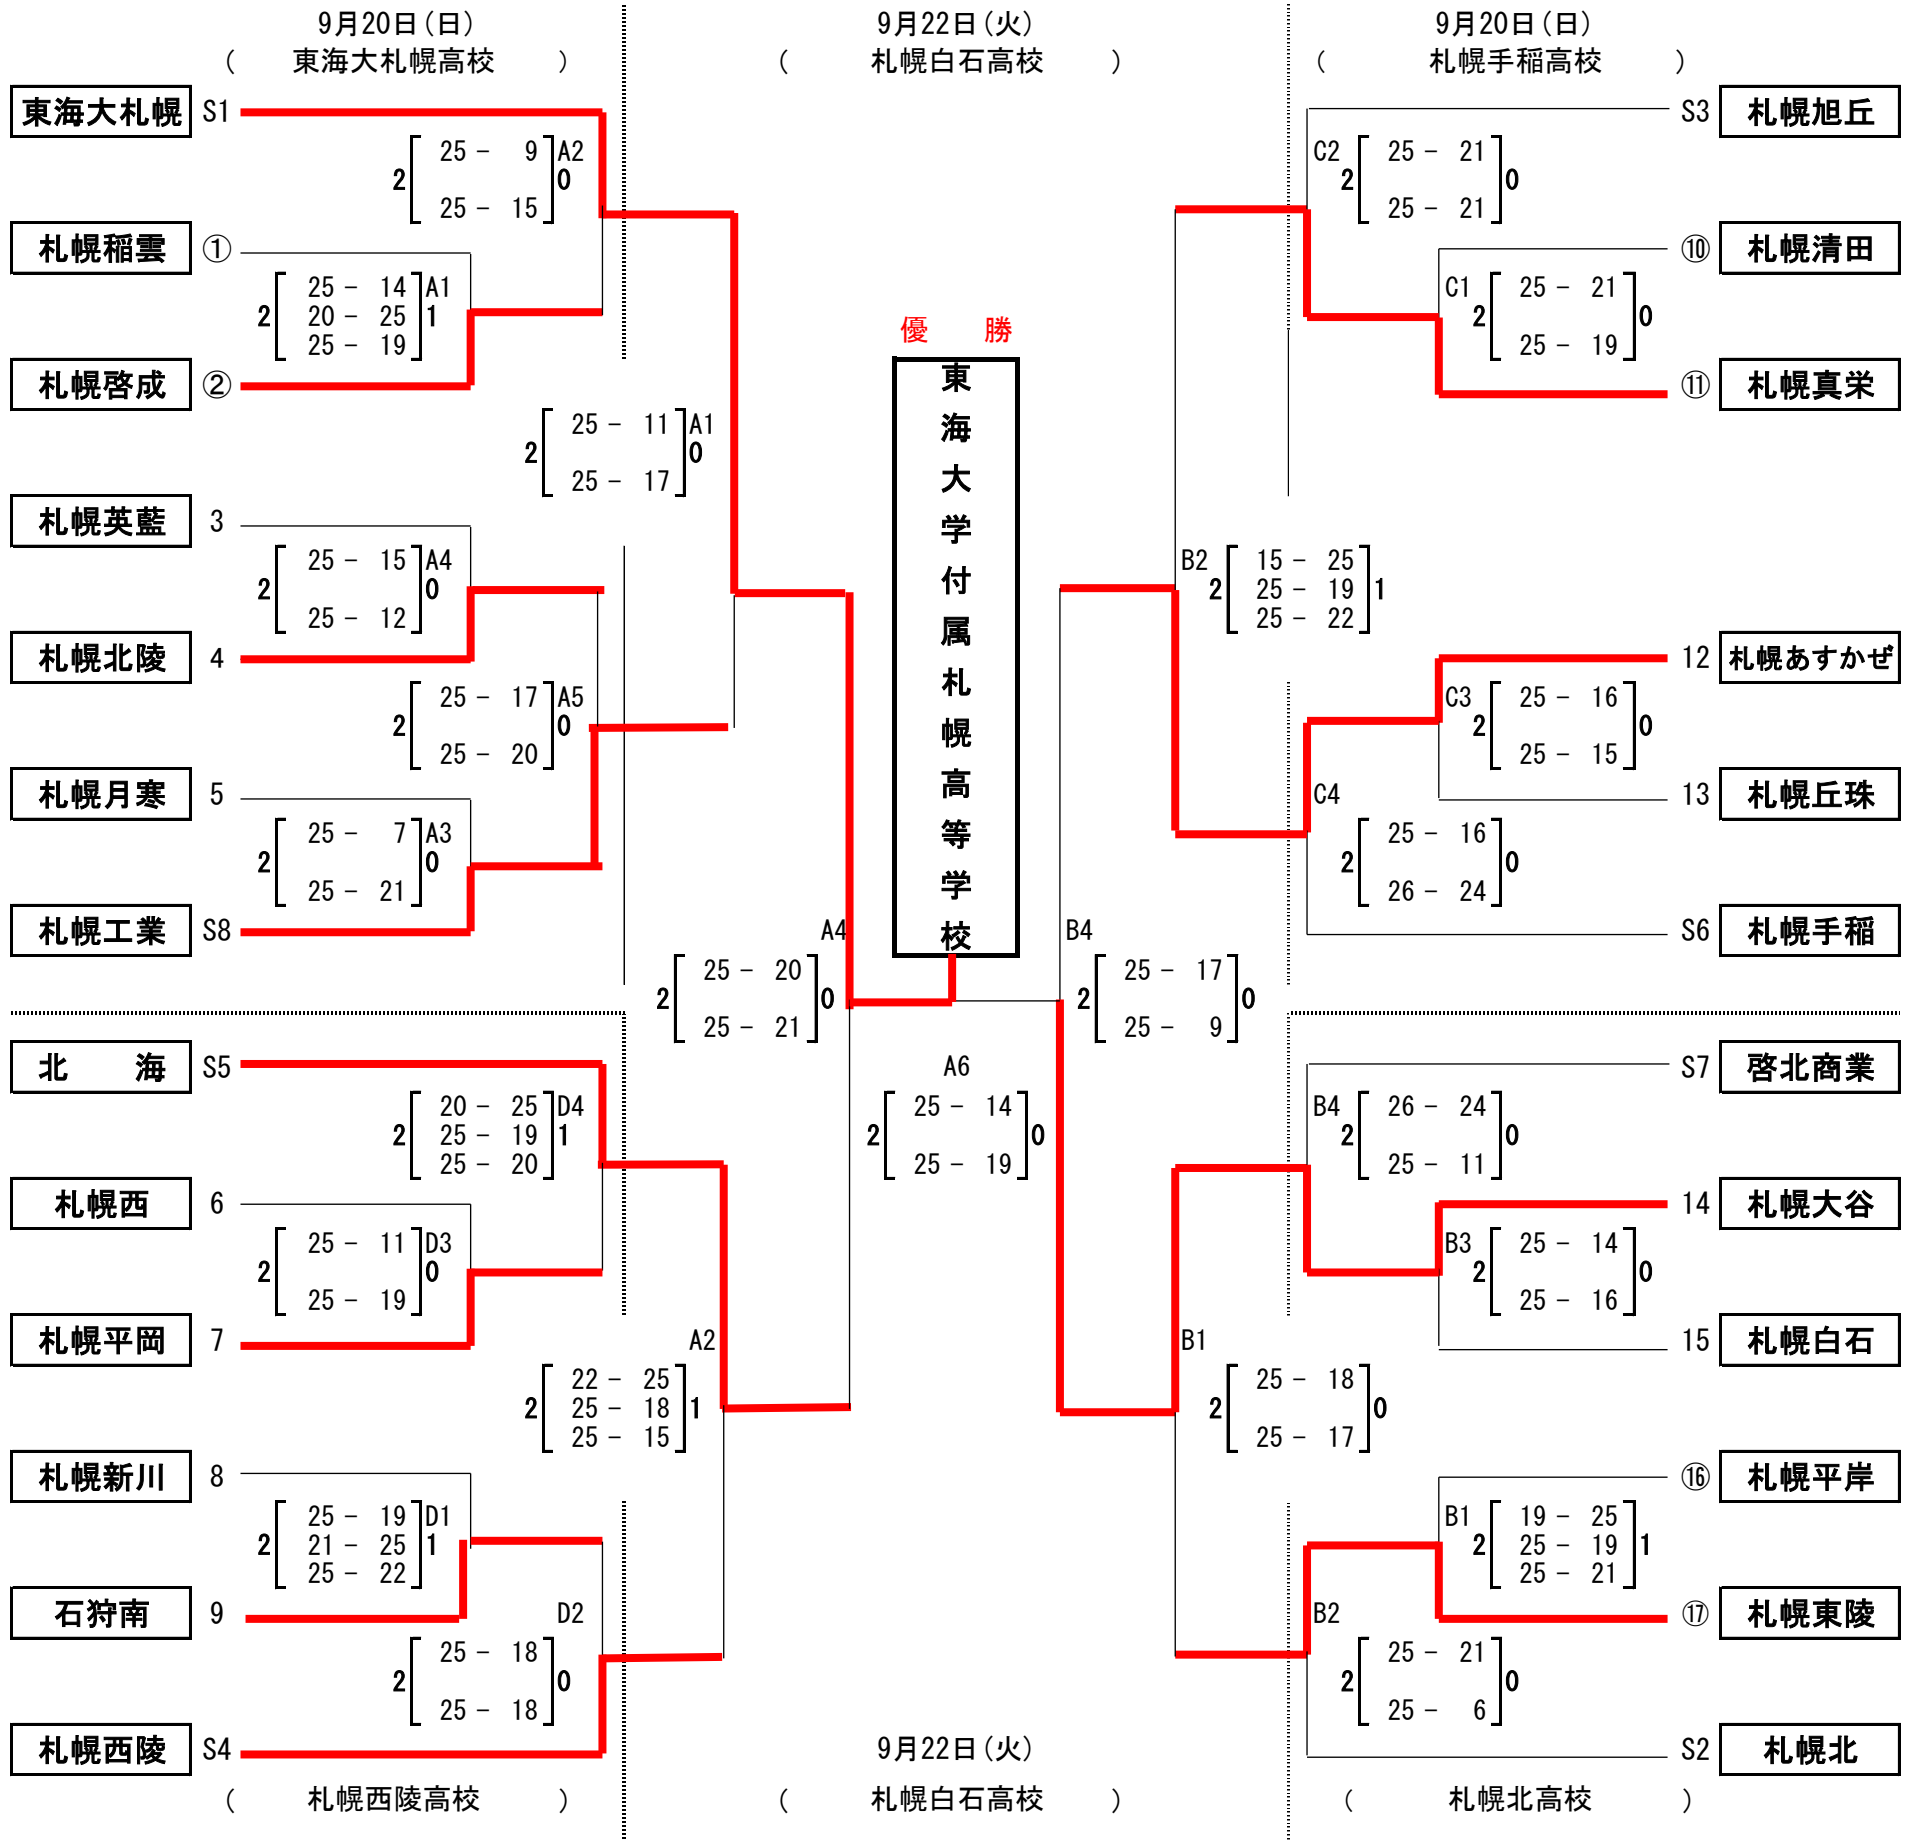 9月20日(日)
( 東海大札幌高校 )
9月22日(火)
( 札幌白石高校 )
9月20日(日)
( 札幌手稲高校 )
東海大札幌 S1
25 － 9 A2
2 0
25 － 15
札幌稲雲 ①
25 － 14 A1
2 20 － 25 1
25 － 19
札幌啓成 ②
25 － 11 A1
2 0
25 － 17
札幌英藍 3
25 － 15 A4
2 0
25 － 12
札幌北陵 4
25 － 17 A5
2 0
25 － 20
札幌月寒 5
25 － 7 A3
2 0
25 － 21
札幌工業 S8
A4
25 － 20
2 0
25 － 21
北　　海 S5
20 － 25 D4
2 25 － 19 1
25 － 20
札幌西 6
25 － 11 D3
2 0
25 － 19
札幌平岡 7
A2
22 － 25
2 25 － 18 1
25 － 15
札幌新川 8
25 － 19 D1
2 21 － 25 1
25 － 22
石狩南 9
D2
25 － 18
2 0
25 － 18
札幌西陵 S4
( 札幌西陵高校 )
優　　勝
東海大学付属札幌高等学校
A6
25 － 14
2 0
25 － 19
9月22日(火)
( 札幌白石高校 )
S3 札幌旭丘
C2 25 － 21
2 0
25 － 21
⑩ 札幌清田
C1 25 － 21
2 0
25 － 19
⑪ 札幌真栄
B2 15 － 25
2 25 － 19 1
25 － 22
12 札幌あすかぜ
C3 25 － 16
2 0
25 － 15
13 札幌丘珠
C4
25 － 16
2 0
26 － 24
S6 札幌手稲
B4
25 － 17
2 0
25 － 9
S7 啓北商業
B4 26 － 24
2 0
25 － 11
14 札幌大谷
B3 25 － 14
2 0
25 － 16
15 札幌白石
B1
25 － 18
2 0
25 － 17
⑯ 札幌平岸
B1 19 － 25
2 25 － 19 1
25 － 21
⑰ 札幌東陵
B2
25 － 21
2 0
25 － 6
S2 札幌北
( 札幌北高校 )